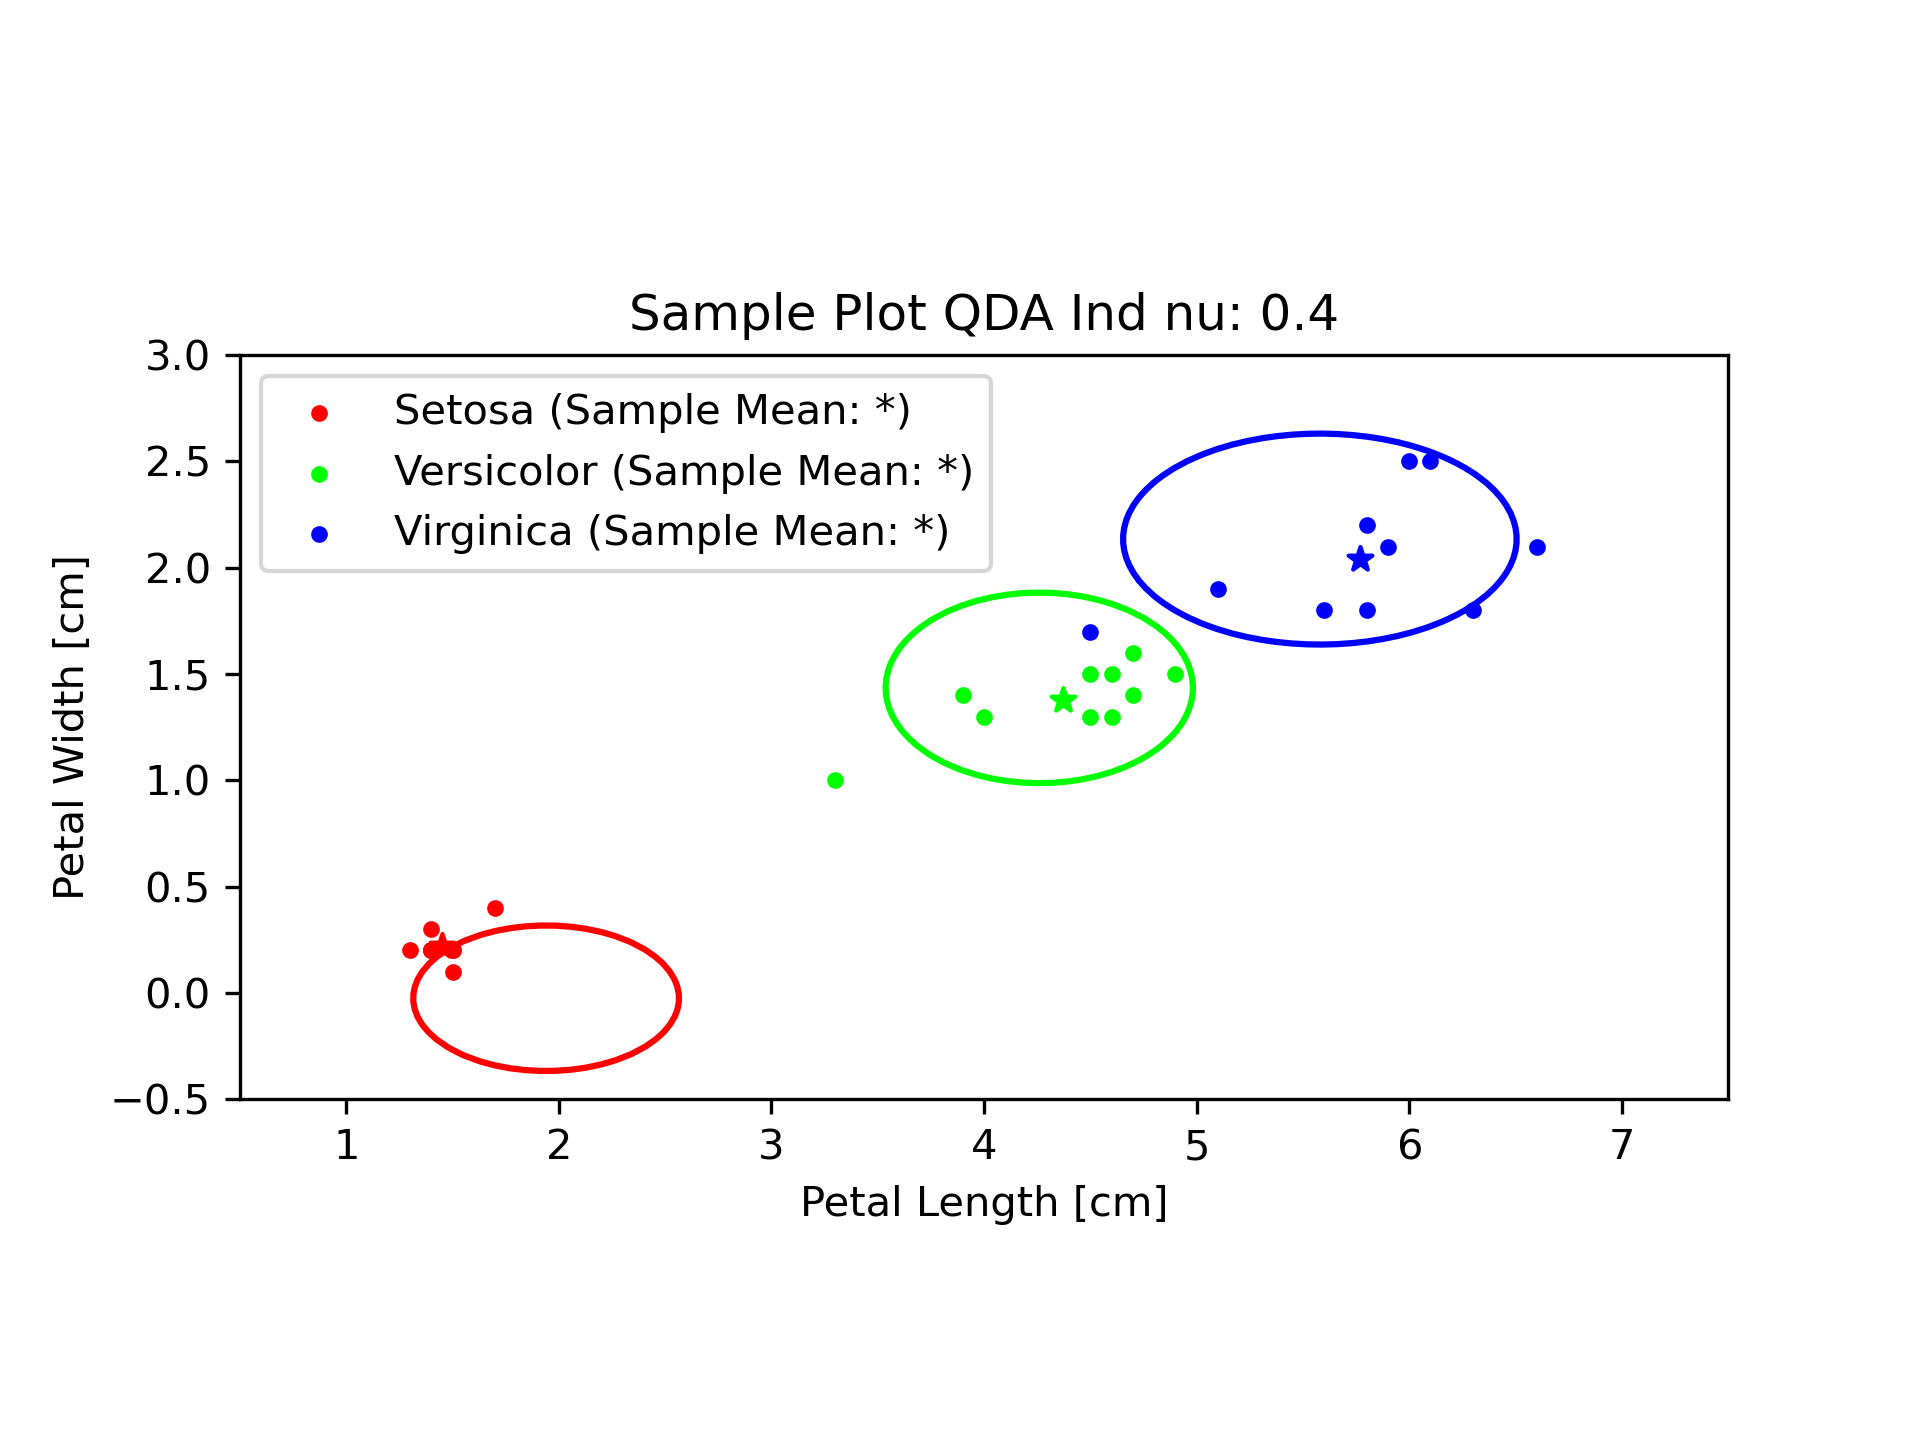 Sample Plot QDA Ind nu: 0.4
3.0
2.5
2.0
1.5
1.0
0.5
0.0
−0.5
Petal Width [cm]
Setosa (Sample Mean: *)
Versicolor (Sample Mean: *)
Virginica (Sample Mean: *)
1 2 3 4 5 6 7
Petal Length [cm]